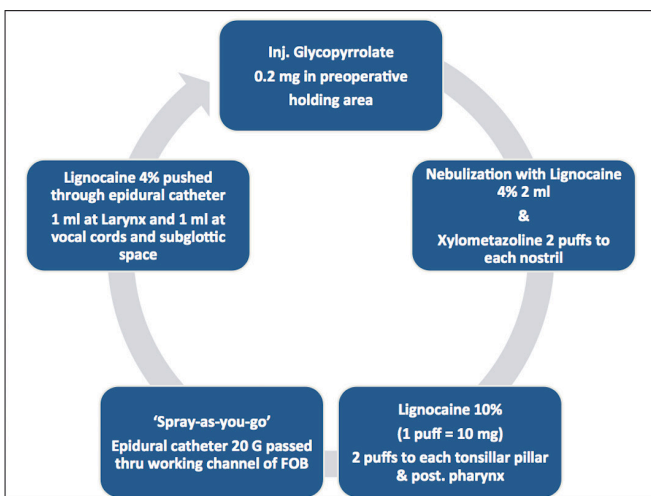 Inj. Glycopyrrolate
0.2 mg in preoperative
holding area
Nebulization with Lignocaine
4% 2 ml
&
Xylometazoline 2 puffs to
each nostril
Lignocaine 10%
(1 puff = 10 mg)
2 puffs to each tonsillar pillar
& post. pharynx
‘Spray-as-you-go’
Epidural catheter 20 G passed
thru working channel of FOB
Lignocaine 4% pushed
through epidural catheter
1 ml at Larynx and 1 ml at
vocal cords and subglottic
space